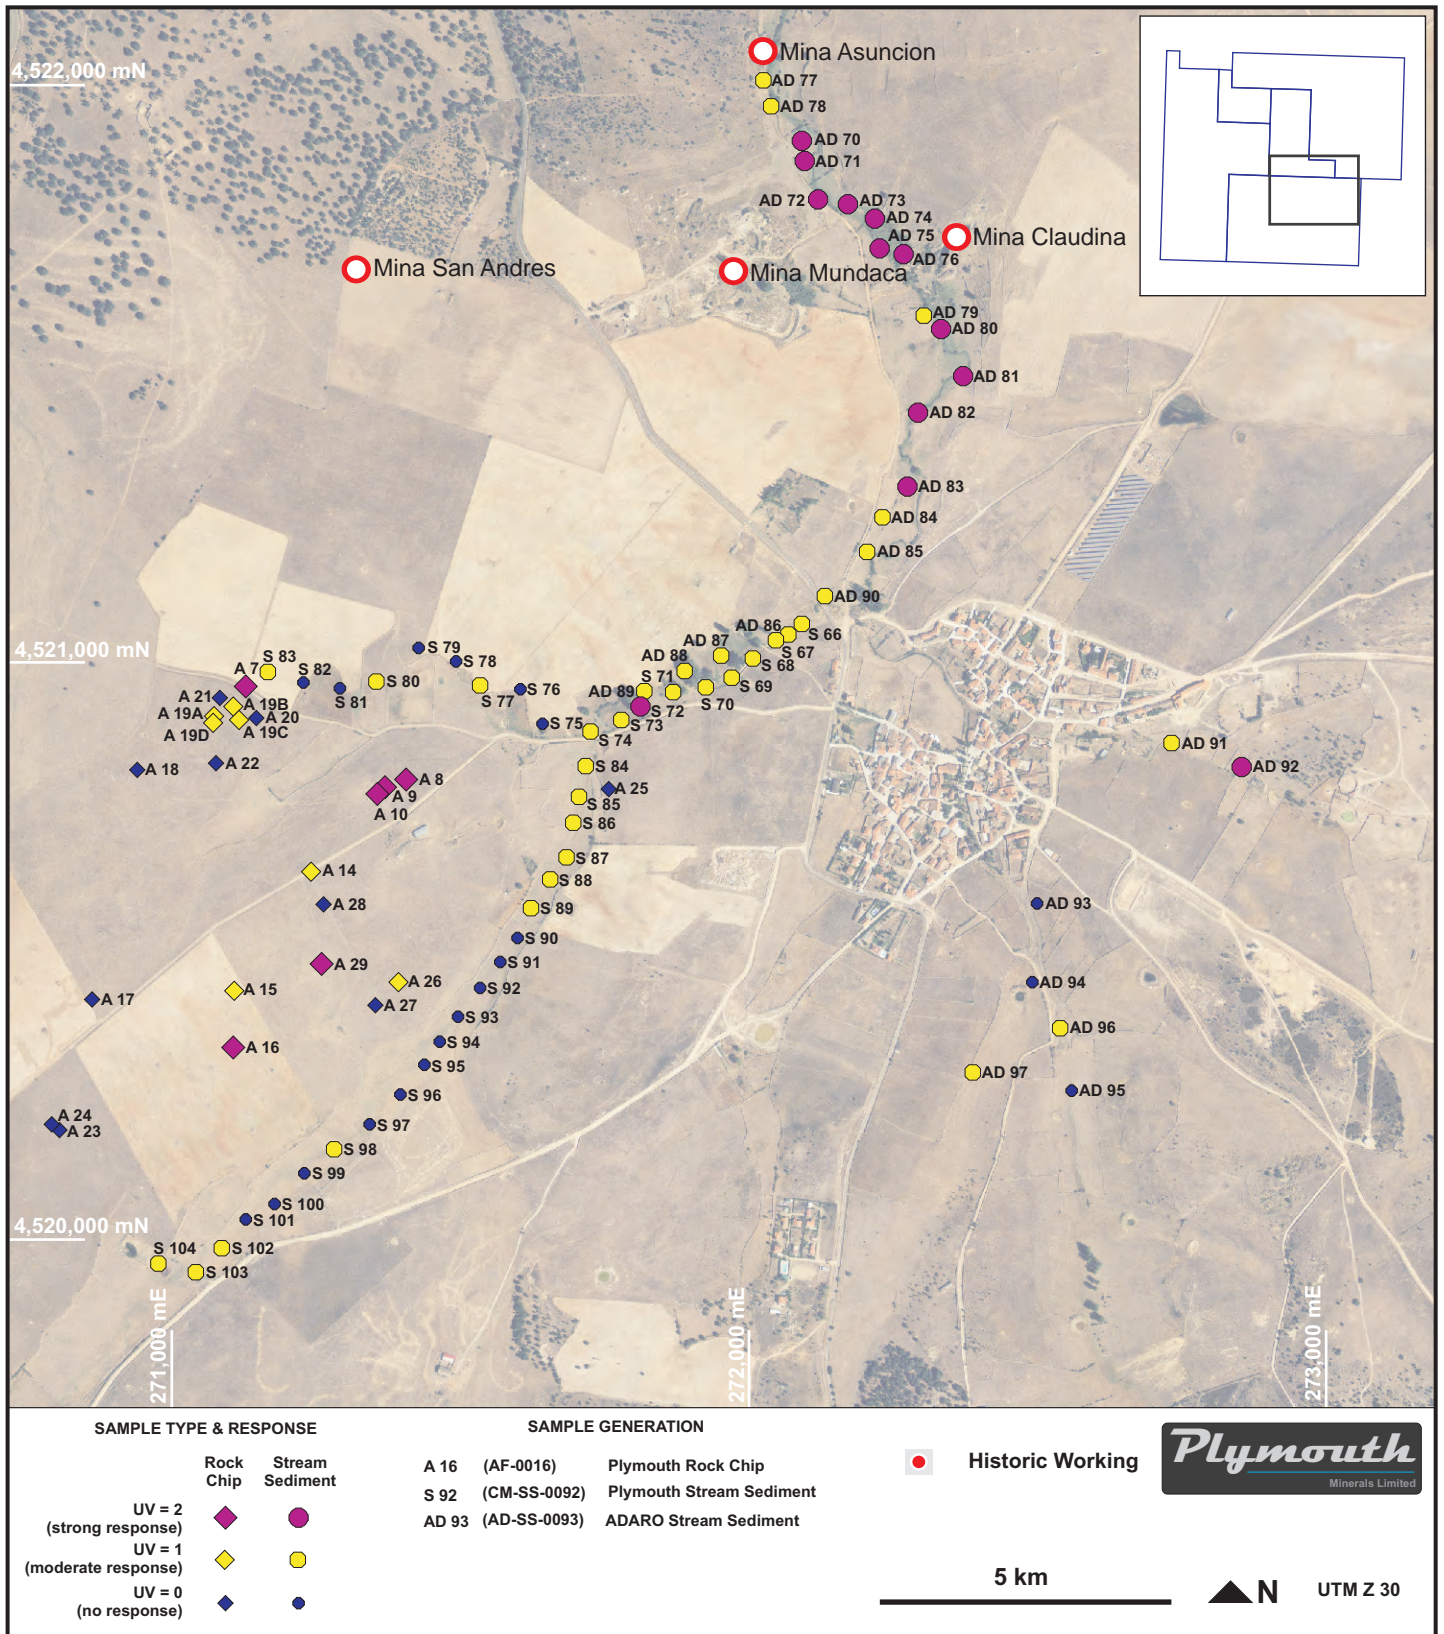 Mina Asuncion
4,522,000 mN
AD 77
AD 78
AD 70
AD 71
AD 72
AD 73
AD 74
AD 75
Mina Claudina
AD 76
Mina San Andres
Mina Mundaca
AD 79
AD 80
AD 81
AD 82
AD 83
AD 84
AD 85
AD 90
AD 86
S 66
4,521,000 mN
S 79
AD 87
S 67
S 83
S 82
S 78
AD 88
S 68
A 7
S 80
S 71
S 69
A 21
S 81
S 77
S 76
AD 89
S 70
A 19B
A 19A
A 20
S 72
A 19D
A 19C
S 75
S 73
S 74
AD 91
A 18
A 22
S 84
AD 92
A 8
A 9
A 25
A 10
S 85
S 86
S 87
A 14
S 88
A 28
S 89
AD 93
S 90
A 29
S 91
A 26
AD 94
A 15
S 92
A 17
A 27
S 93
AD 96
A 16
S 94
S 95
AD 97
S 96
AD 95
A 24
A 23
S 97
S 98
S 99
S 100
4,520,000 mN
S 101
S 104
S 102
S 103
271,000 mE
272,000 mE
273,000 mE
SAMPLE TYPE & RESPONSE
Rock Chip
Stream Sediment
UV = 2
(strong response)
UV = 1
(moderate response)
UV = 0
(no response)
SAMPLE GENERATION
A 16 (AF-0016) Plymouth Rock Chip
S 92 (CM-SS-0092) Plymouth Stream Sediment
AD 93 (AD-SS-0093) ADARO Stream Sediment
Historic Working
Plymouth
Minerals Limited
5 km
N
UTM Z 30